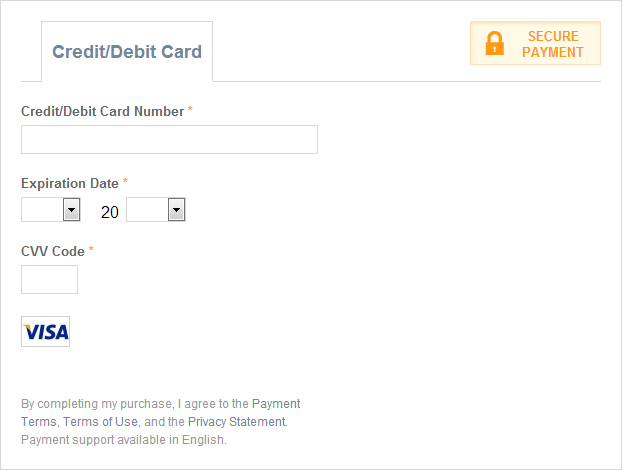 Credit/Debit Card
SECURE
PAYMENT
Credit/Debit Card Number *
Expiration Date *
20
CVV Code *
VISA
By completing my purchase, I agree to the Payment
Terms, Terms of Use, and the Privacy Statement.
Payment support available in English.